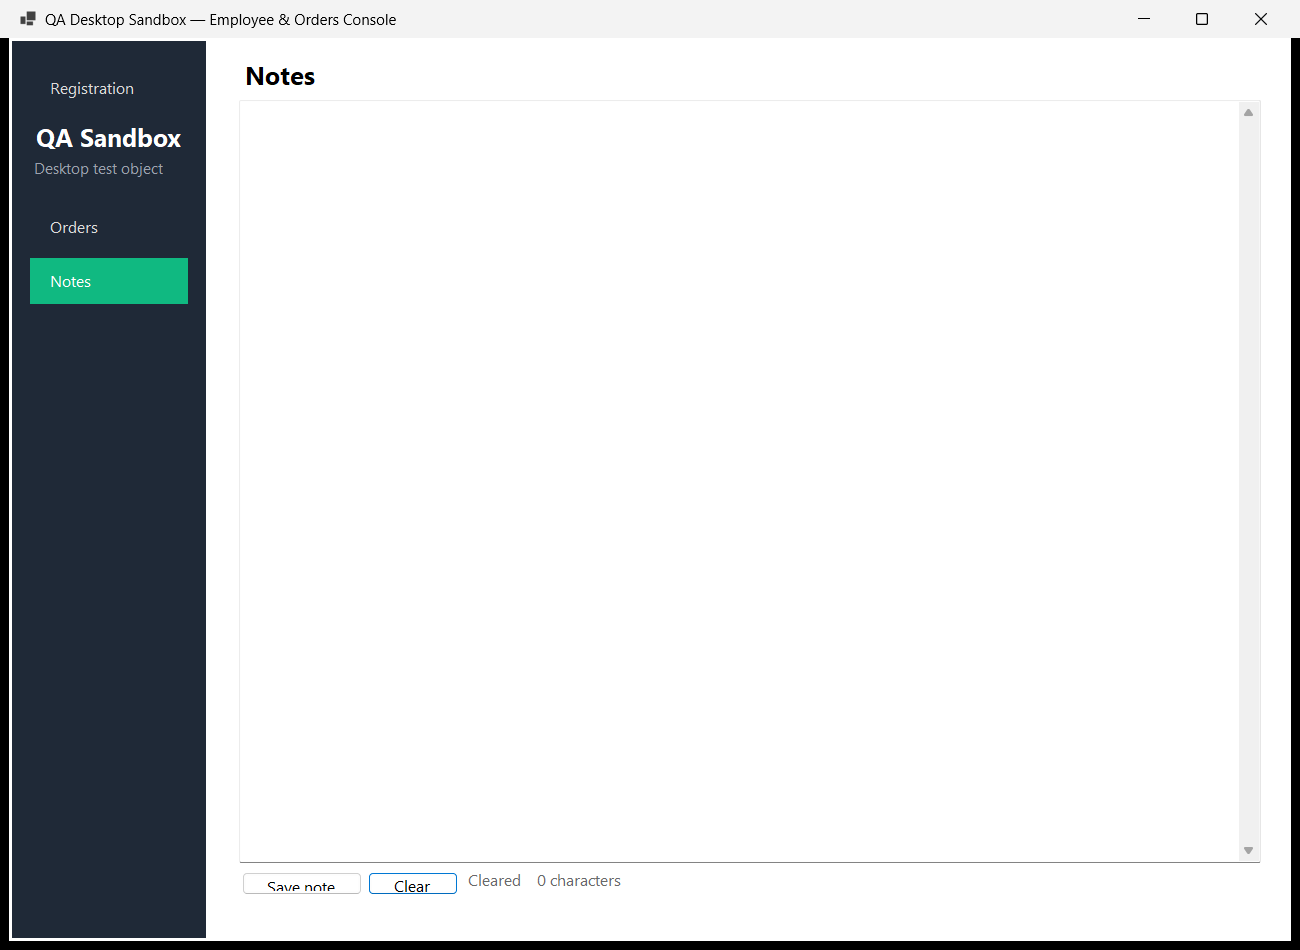 QA Desktop Sandbox — Employee & Orders Console
Registration
QA Sandbox
Desktop test object
Orders
Notes
Notes
Save note
Clear
Cleared
0 characters